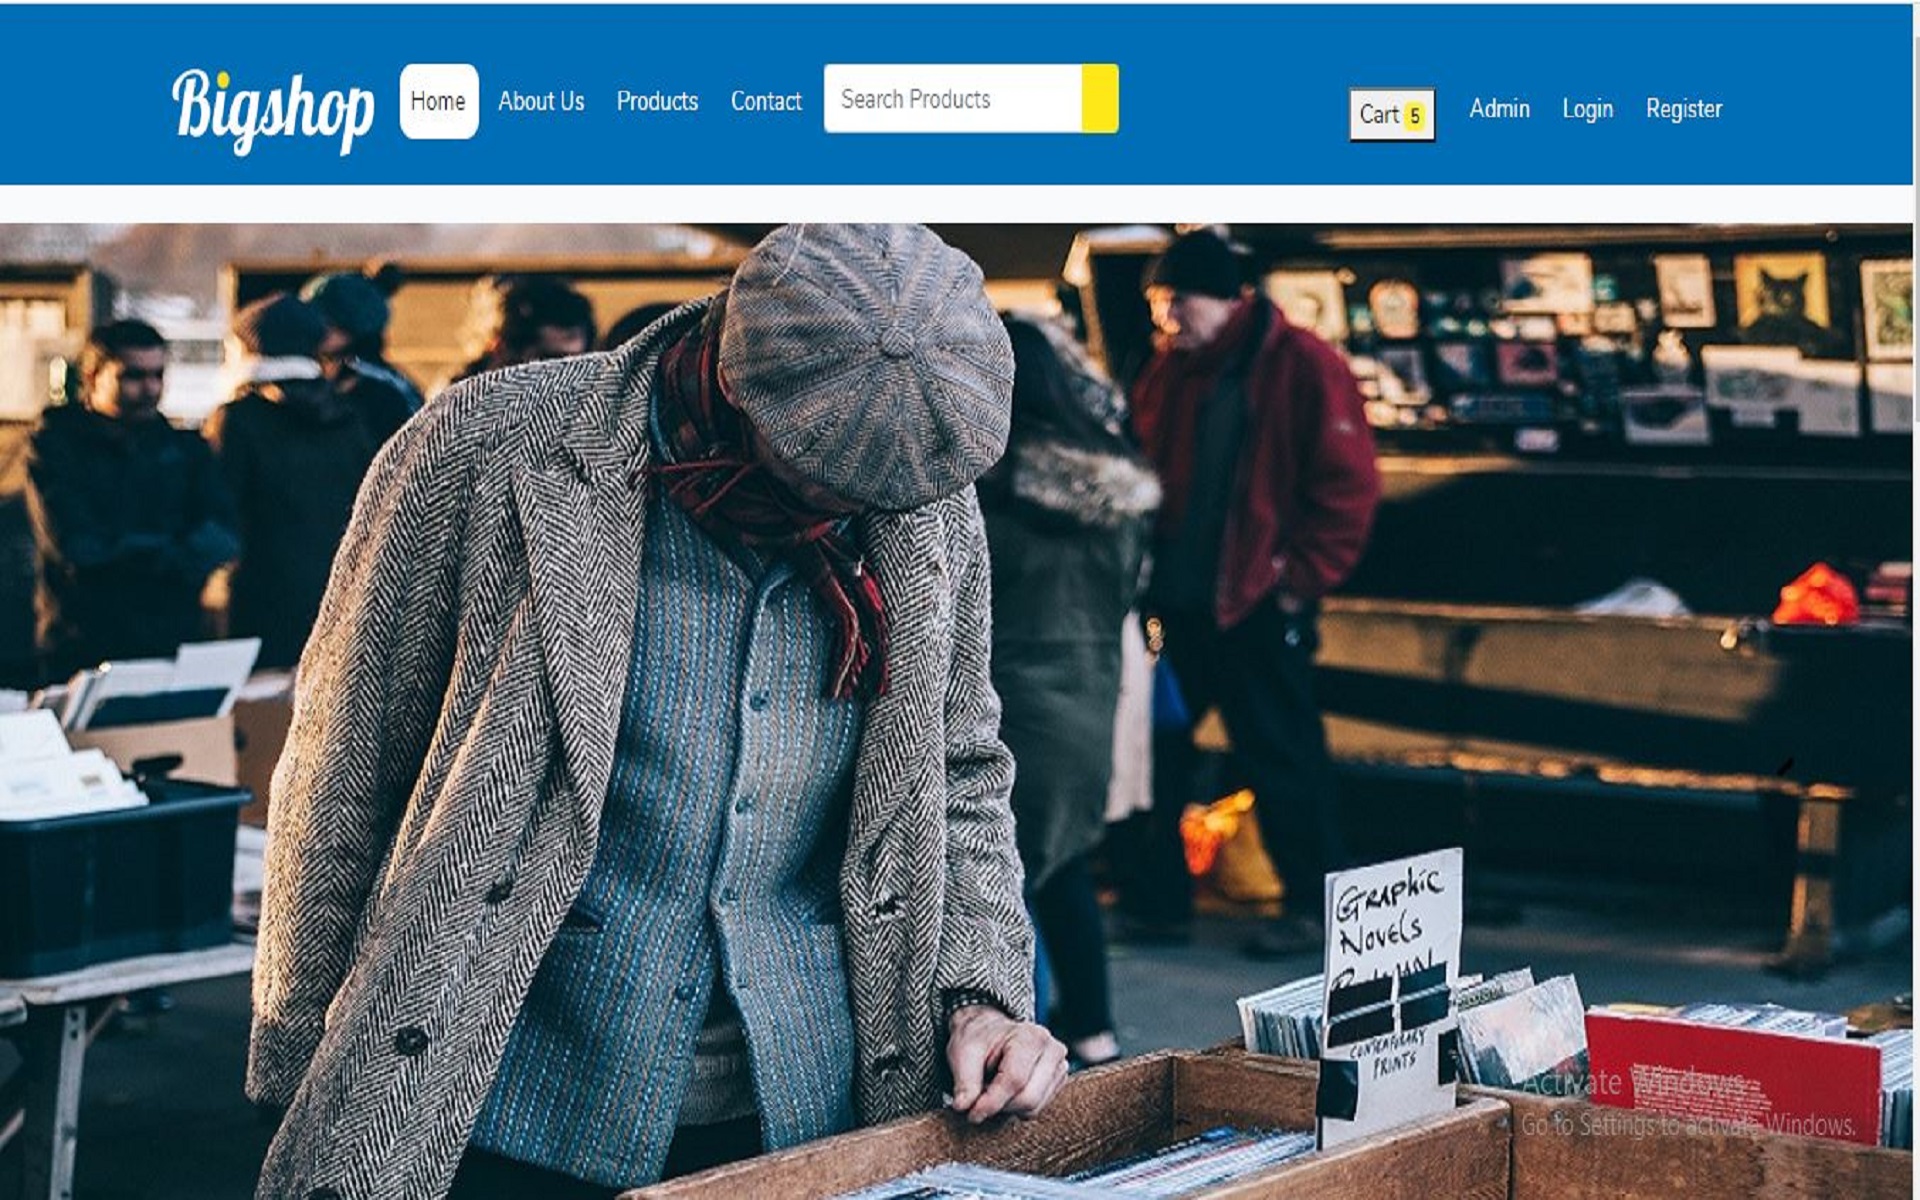 Bigshop
Home
About Us
Products
Contact
Search Products
Cart 5
Admin
Login
Register
GRAPHIC
NOVELS
CONTEMPORARY
PRINTS
Activate Windows
Go to Settings to activate Windows.